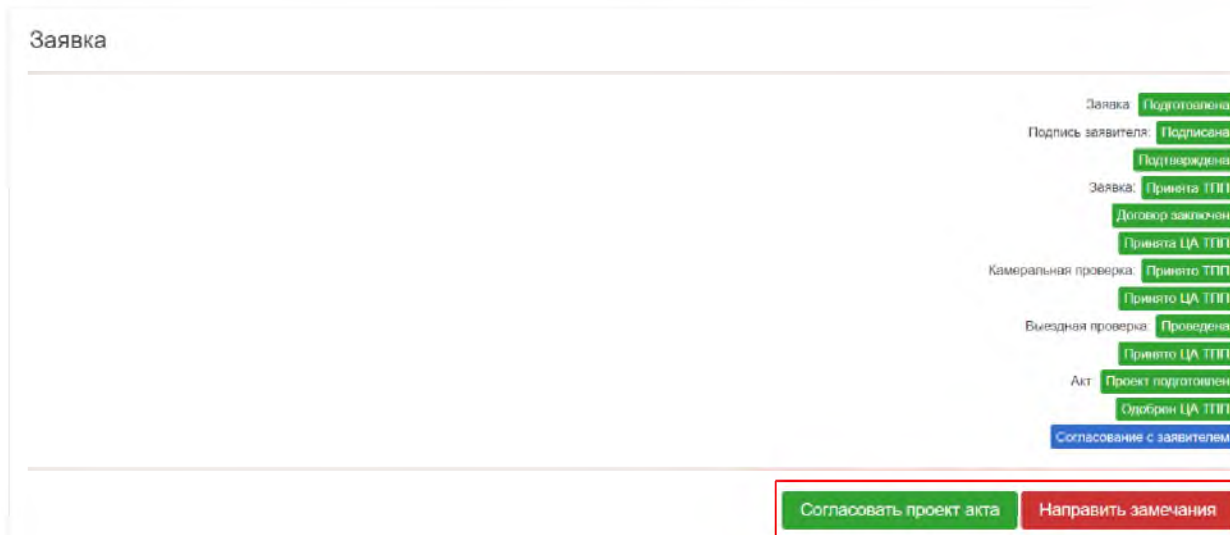 Заявка
Заявка: Подготовлена
Подпись заявителя: Подписана
Подтверждена
Заявка: Принята ТПП
Договор заключен
Принята ЦА ТПП
Камеральная проверка: Принято ТПП
Принято ЦА ТПП
Выездная проверка: Проведена
Принято ЦА ТПП
Акт: Проект подготовлен
Одобрен ЦА ТПП
Согласование с заявителем
Согласовать проект акта Направить замечания